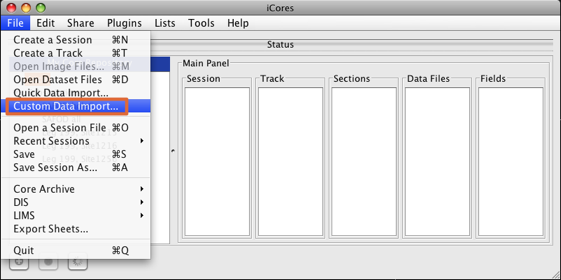 iCores
File Edit Share Plugins Lists Tools Help
Status
Create a Session ⌘N
Create a Track ⌘T
Open Image Files... ⌘M
Open Dataset Files ⌘D
Quick Data Import...
Custom Data Import...
Open a Session File ⌘O
Recent Sessions
Save ⌘S
Save Session As... ⌘A
Core Archive
DIS
LIMS
Export Sheets...
Quit ⌘Q
Main Panel
Session Track Sections Data Files Fields